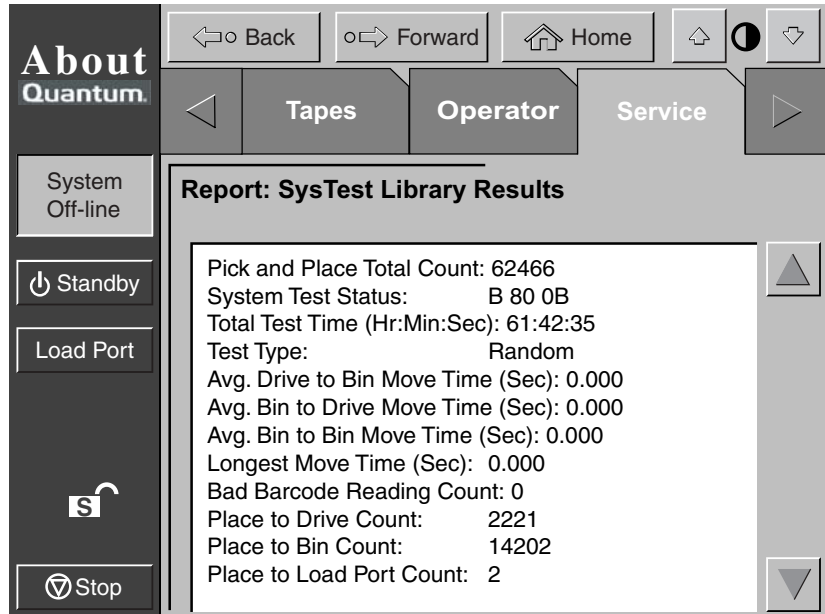 About
Quantum.
Back
Forward
Home
Tapes
Operator
Service
System
Off-line
Standby
Load Port
S
Stop
Report: SysTest Library Results
Pick and Place Total Count: 62466
System Test Status: B 80 0B
Total Test Time (Hr:Min:Sec): 61:42:35
Test Type: Random
Avg. Drive to Bin Move Time (Sec): 0.000
Avg. Bin to Drive Move Time (Sec): 0.000
Avg. Bin to Bin Move Time (Sec): 0.000
Longest Move Time (Sec): 0.000
Bad Barcode Reading Count: 0
Place to Drive Count: 2221
Place to Bin Count: 14202
Place to Load Port Count: 2